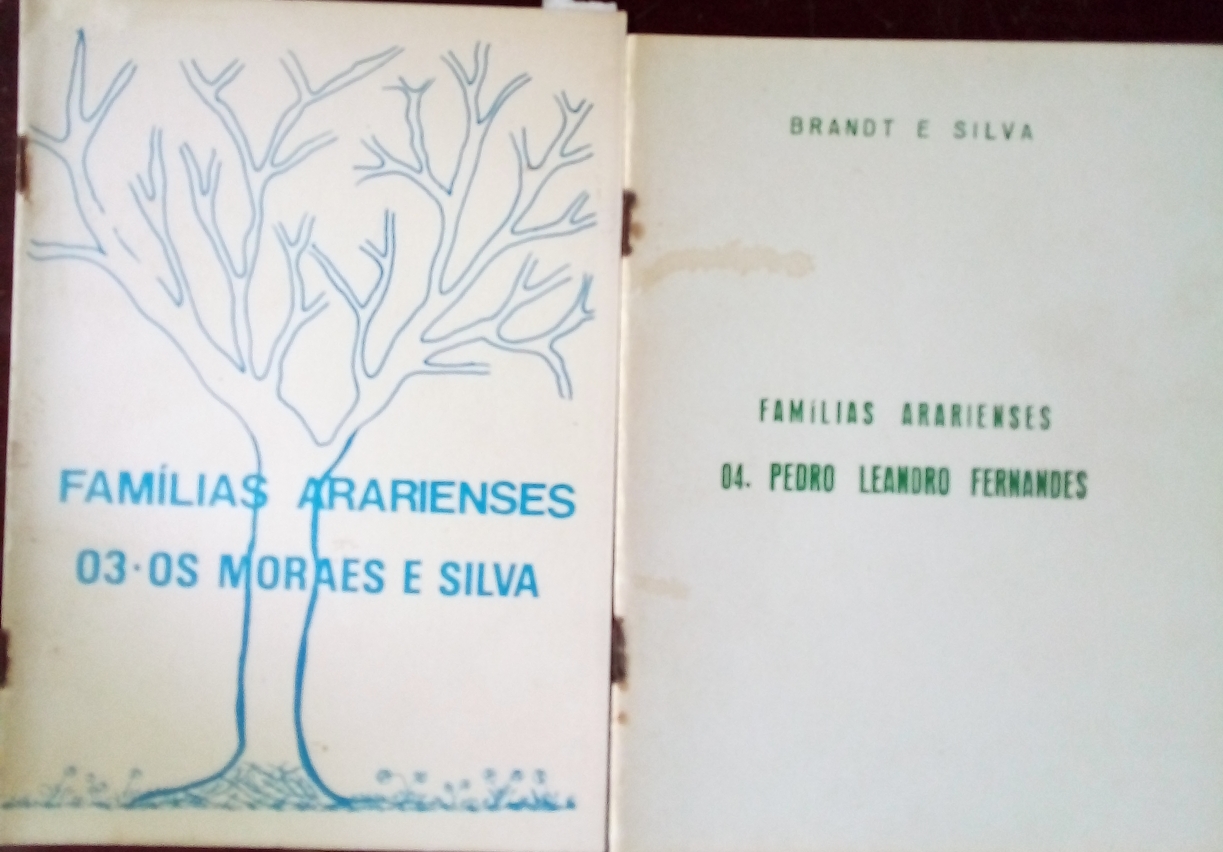 FAMÍLIAS ARARIENSES
03·OS MORAES E SILVA
BRANDT E SILVA
FAMÍLIAS ARARIENSES
04. PEDRO LEANDRO FERNANDES